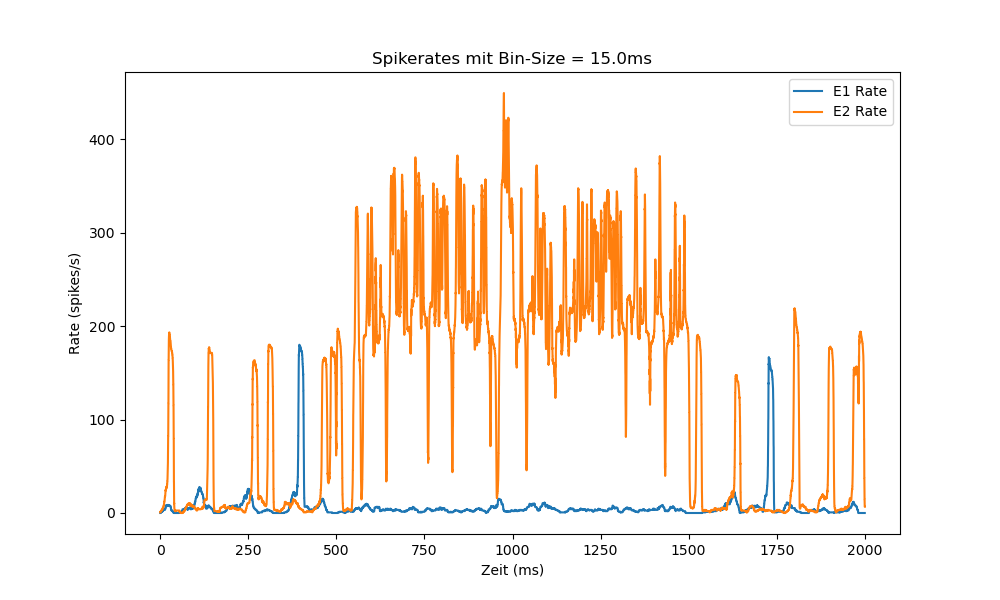 Spikerates mit Bin-Size = 15.0ms
E1 Rate
E2 Rate
Rate (spikes/s)
400
300
200
100
0
0 250 500 750 1000 1250 1500 1750 2000
Zeit (ms)